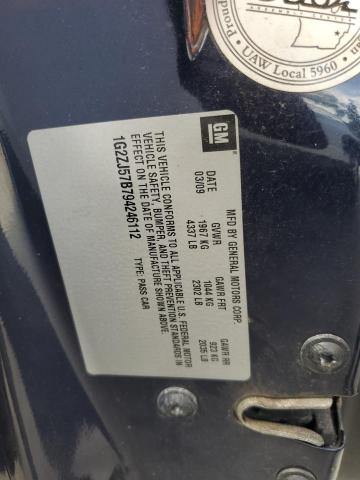 Proud
UAW Local 5960
GM
MFD BY GENERAL MOTORS CORP.
DATE GVWR GAWR FRT GAWR RR
03/09 1967 KG 1044 KG 923 KG
4337 LB 2302 LB 2035 LB
THIS VEHICLE CONFORMS TO ALL APPLICABLE U.S. FEDERAL MOTOR
VEHICLE SAFETY, BUMPER, AND THEFT PREVENTION STANDARDS IN
EFFECT ON THE DATE OF MANUFACTURE SHOWN ABOVE.
1G2ZJ57B794246112 TYPE: PASS CAR